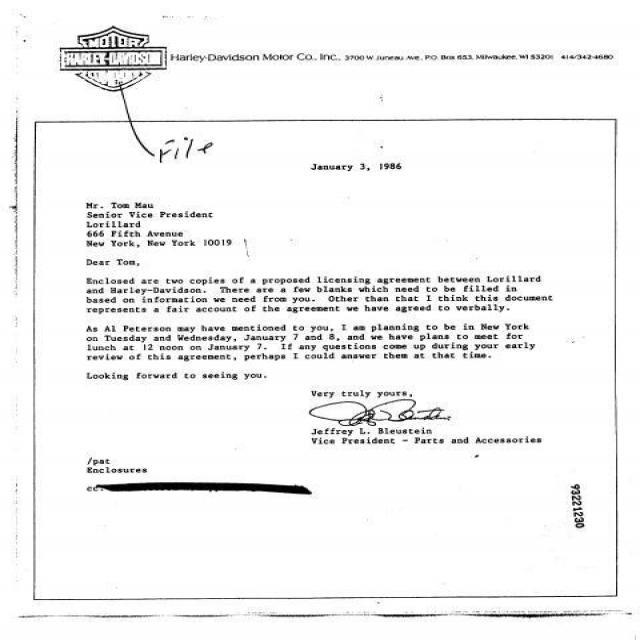 MOTOR
HARLEY-DAVIDSON
Harley-Davidson Motor Co., Inc., 3700 W. Juneau Ave., P.O. Box 653, Milwaukee, WI 53201 414/342-4680
File
January 3, 1986
Mr. Tom Mau
Senior Vice President
Lorillard
666 Fifth Avenue
New York, New York 10019
Dear Tom,
Enclosed are two copies of a proposed licensing agreement between Lorillard
and Harley-Davidson. There are a few blanks which need to be filled in
based on information we need from you. Other than that I think this document
represents a fair account of the agreement we have agreed to verbally.
As Al Peterson may have mentioned to you, I am planning to be in New York
on Tuesday and Wednesday, January 7 and 8, and we have plans to meet for
lunch at 12 noon on January 7. If any questions come up during your early
review of this agreement, perhaps I could answer them at that time.
Looking forward to seeing you.
Very truly yours,
Jeffrey L. Bleustein
Vice President - Parts and Accessories
/pat
Enclosures
cc:
93221230